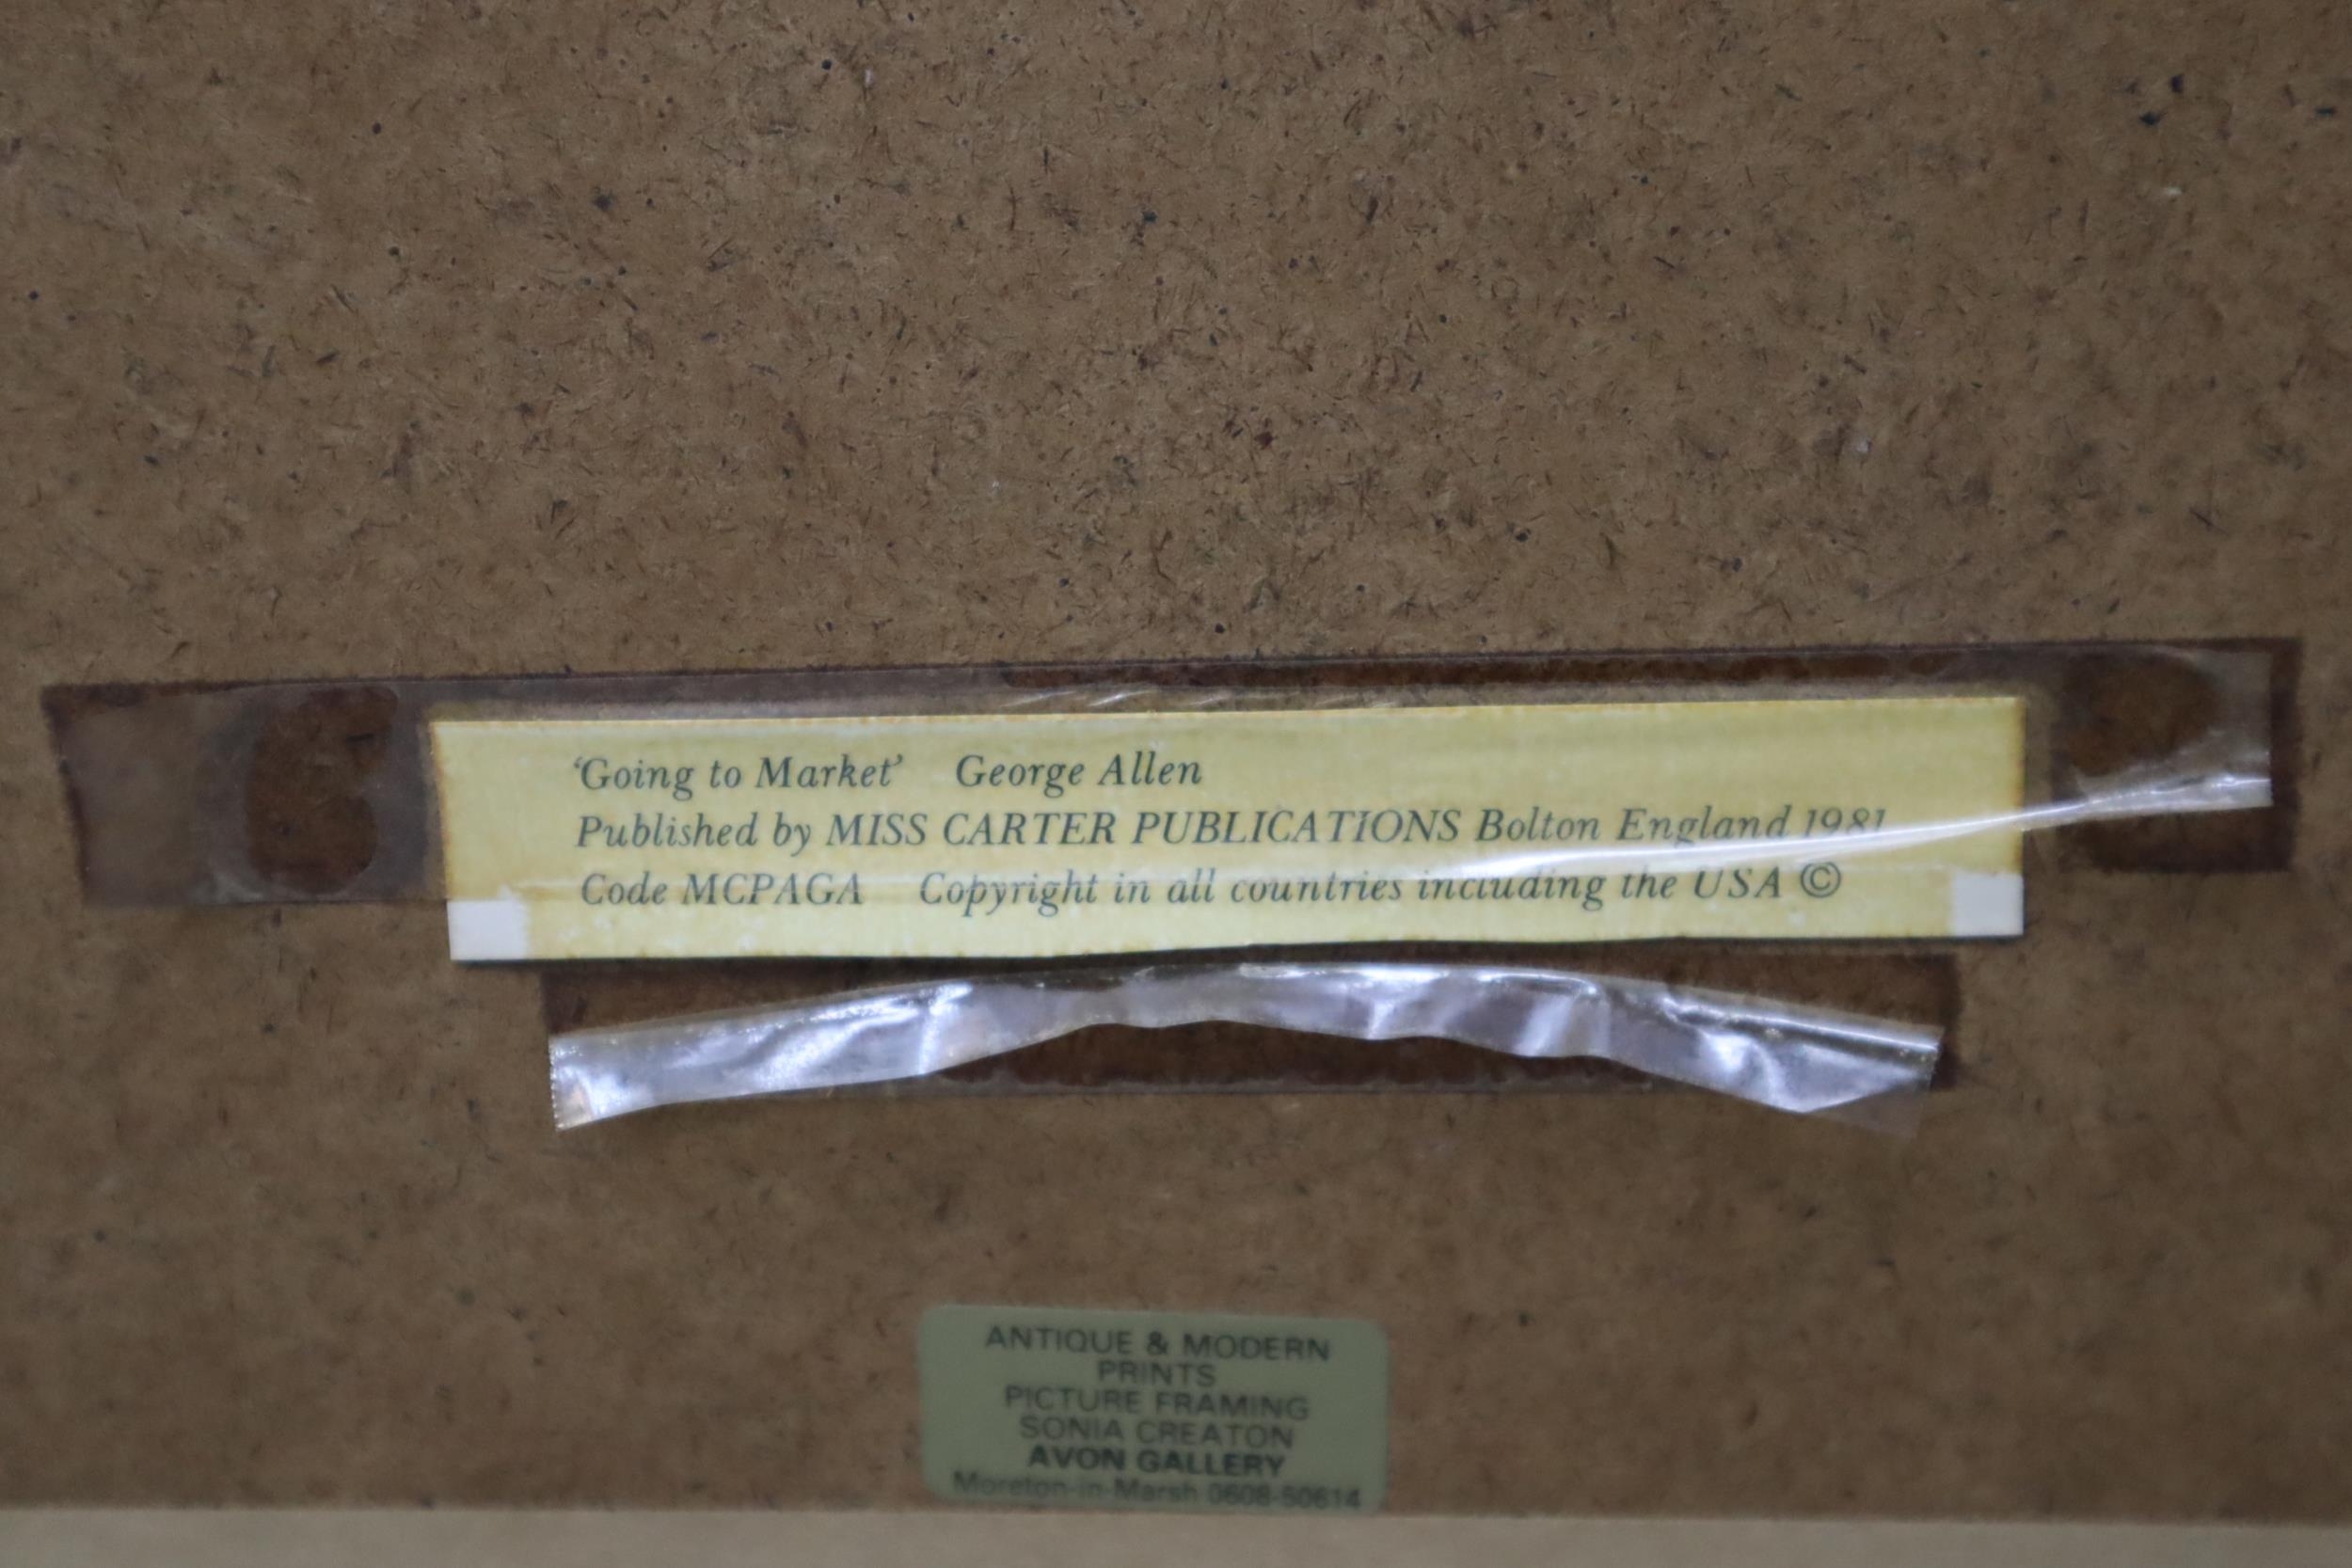 ‘Going to Market’ George Allen
Published by MISS CARTER PUBLICATIONS Bolton England 1981
Code MCPAGA Copyright in all countries including the USA ©
ANTIQUE & MODERN
PRINTS
PICTURE FRAMING
SONIA CREATON
AVON GALLERY
Moreton-in-Marsh 0608-50614